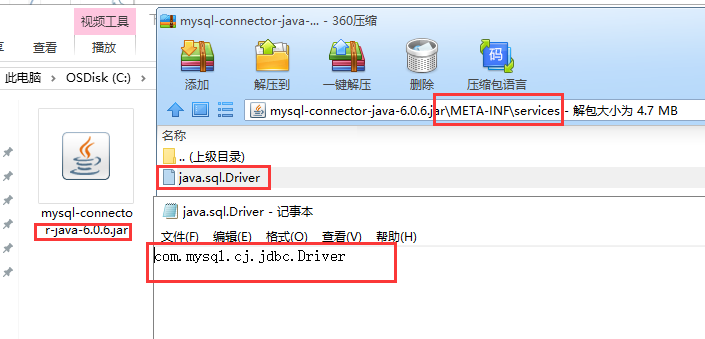 视频工具
查看
播放
此电脑 > OSDisk (C:) >
mysql-connecto
r-java-6.0.6.jar
mysql-connector-java-... - 360压缩
添加
解压到
一键解压
删除
压缩包语言
mysql-connector-java-6.0.6.jar\META-INF\services - 解包大小为 4.7 MB
名称
.. (上级目录)
java.sql.Driver
java.sql.Driver - 记事本
文件(F) 编辑(E) 格式(O) 查看(V) 帮助(H)
com.mysql.cj.jdbc.Driver